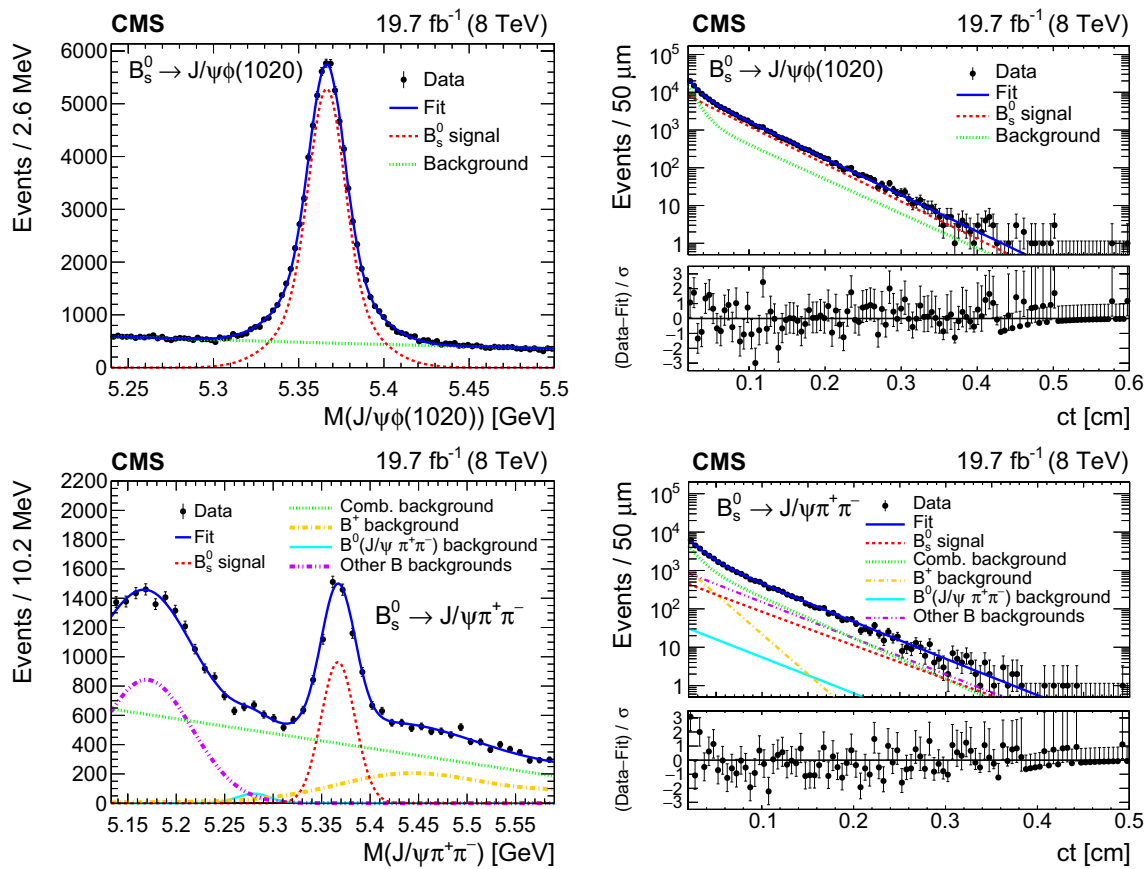 CMS 19.7 fb⁻¹ (8 TeV)
Events / 2.6 MeV
6000
5000
4000
3000
2000
1000
0
B⁰ₛ → J/ψϕ(1020)
Data
Fit
B⁰ₛ signal
Background
5.24 5.3 5.37 5.44 5.5
M(J/ψϕ(1020)) [GeV]
CMS 19.7 fb⁻¹ (8 TeV)
Events / 50 μm
10⁵
10⁴
10³
10²
10
1
B⁰ₛ → J/ψϕ(1020)
Data
Fit
B⁰ₛ signal
Background
(Data–Fit) / σ
3
2
1
0
−1
−2
−3
0.1 0.2 0.3 0.4 0.5 0.6
ct [cm]
CMS 19.7 fb⁻¹ (8 TeV)
Events / 10.2 MeV
2200
2000
1800
1600
1400
1200
1000
800
600
400
200
0
Data
Fit
B⁰ₛ signal
Comb. background
B⁺ background
B⁰(J/ψ π⁺π⁻) background
Other B backgrounds
B⁰ₛ → J/ψπ⁺π⁻
5.15 5.2 5.25 5.3 5.35 5.4 5.45 5.5 5.55
M(J/ψπ⁺π⁻) [GeV]
CMS 19.7 fb⁻¹ (8 TeV)
Events / 50 μm
10⁵
10⁴
10³
10²
10
1
B⁰ₛ → J/ψπ⁺π⁻
Data
Fit
B⁰ₛ signal
Comb. background
B⁺ background
B⁰(J/ψ π⁺π⁻) background
Other B backgrounds
(Data–Fit) / σ
3
2
1
0
−1
−2
−3
0.1 0.2 0.3 0.4 0.5
ct [cm]